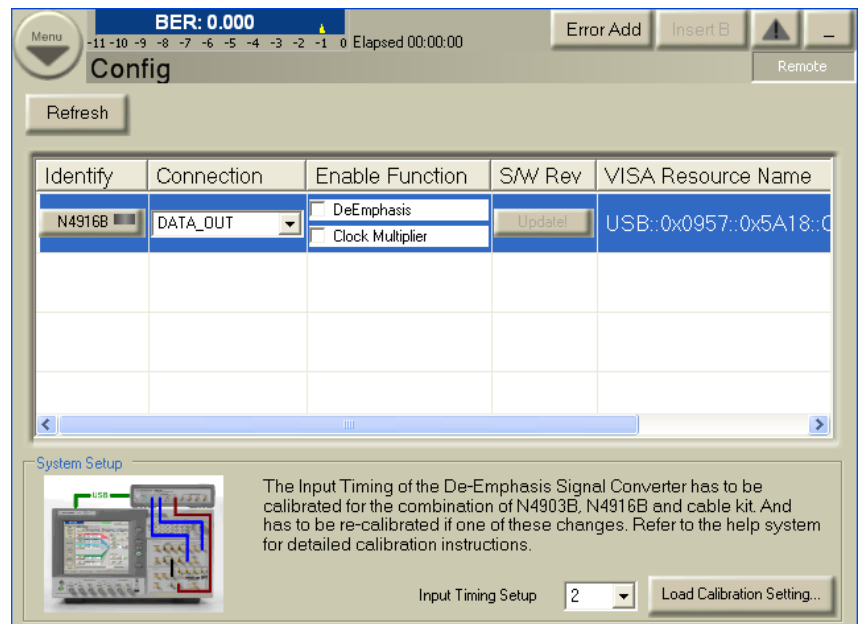 Menu
BER: 0.000
-11 -10 -9 -8 -7 -6 -5 -4 -3 -2 -1 0 Elapsed 00:00:00
Error Add
Insert B
Remote
Config
Refresh
Identify Connection Enable Function S/W Rev VISA Resource Name
N4916B DATA_OUT DeEmphasis Update! USB::0x0957::0x5A18::
Clock Multiplier
System Setup
USB
The Input Timing of the De-Emphasis Signal Converter has to be
calibrated for the combination of N4903B, N4916B and cable kit. And
has to be re-calibrated if one of these changes. Refer to the help system
for detailed calibration instructions.
Input Timing Setup 2 Load Calibration Setting...